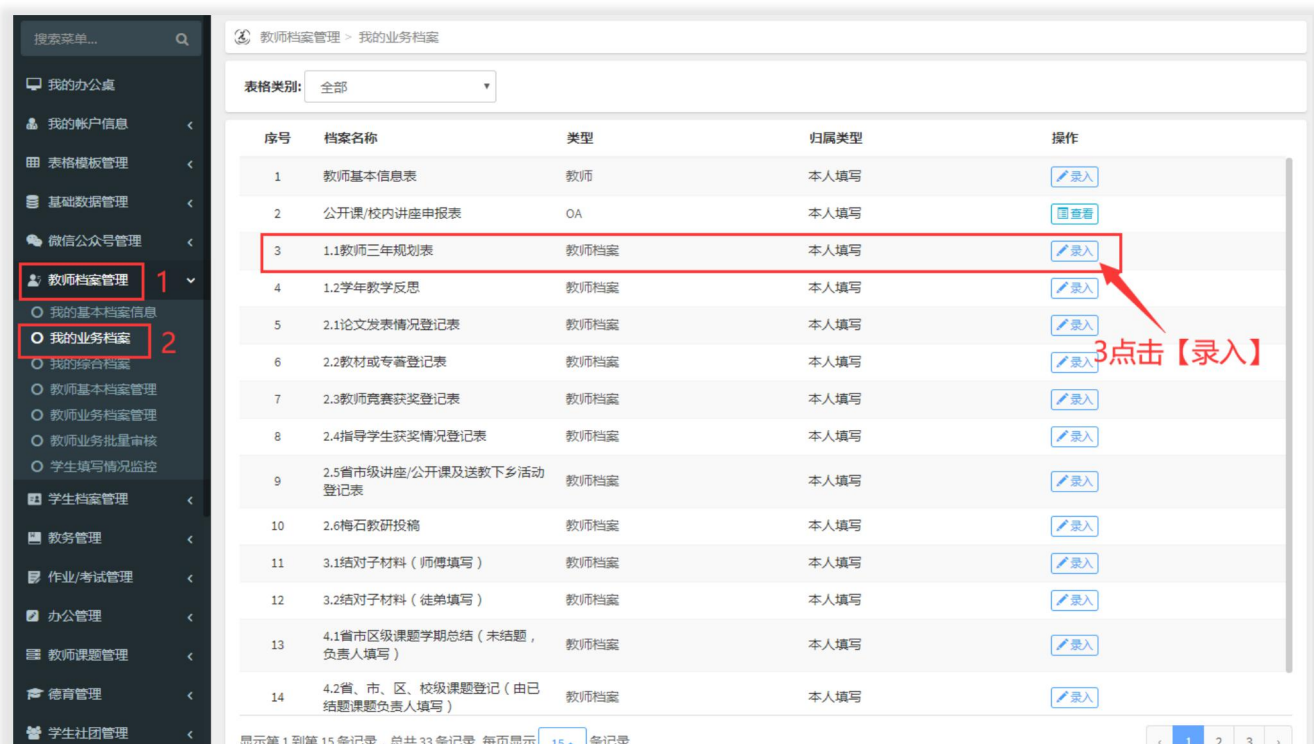 搜索菜单...
教师档案管理 > 我的业务档案
我的办公桌
我的帐户信息
表格模板管理
基础数据管理
微信公众号管理
教师档案管理 1
我的基本档案信息
我的业务档案 2
我的综合档案
教师基本档案管理
教师业务档案管理
教师业务批量审核
学生填写情况监控
学生档案管理
教务管理
作业/考试管理
办公管理
教师课题管理
德育管理
学生社团管理
表格类别: 全部
序号 档案名称 类型 归属类型 操作
1 教师基本信息表 教师 本人填写 录入
2 公开课/校内讲座申报表 OA 本人填写 查看
3 1.1教师三年规划表 教师档案 本人填写 录入
4 1.2学年教学反思 教师档案 本人填写 录入
5 2.1论文发表情况登记表 教师档案 本人填写 录入
6 2.2教材或专著登记表 教师档案 本人填写 录入
3点击【录入】
7 2.3教师竞赛获奖登记表 教师档案 本人填写 录入
8 2.4指导学生获奖情况登记表 教师档案 本人填写 录入
9 2.5省市级讲座/公开课及送教下乡活动
登记表 教师档案 本人填写 录入
10 2.6梅石教研投稿 教师档案 本人填写 录入
11 3.1结对子材料（师傅填写） 教师档案 本人填写 录入
12 3.2结对子材料（徒弟填写） 教师档案 本人填写 录入
13 4.1省市区级课题学期总结（未结题，
负责人填写） 教师档案 本人填写 录入
14 4.2省、市、区、校级课题登记（由已
结题课题负责人填写） 教师档案 本人填写 录入
显示第 1 到第 15 条记录，总共 33 条记录 每页显示 15 条记录
‹ 1 2 3 ›